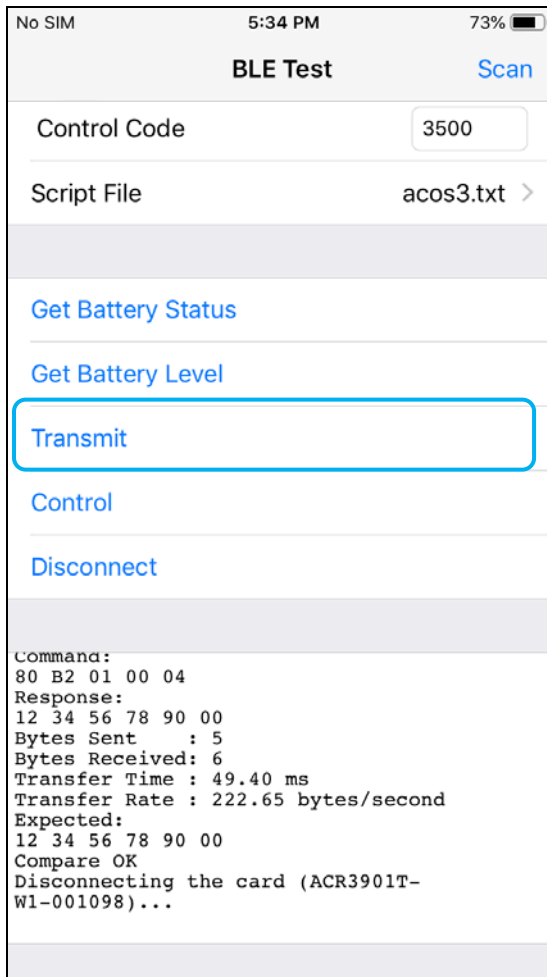 No SIM 5:34 PM 73%
BLE Test Scan
Control Code 3500
Script File acos3.txt
Get Battery Status
Get Battery Level
Transmit
Control
Disconnect
Command:
80 B2 01 00 04
Response:
12 34 56 78 90 00
Bytes Sent    : 5
Bytes Received: 6
Transfer Time : 49.40 ms
Transfer Rate : 222.65 bytes/second
Expected:
12 34 56 78 90 00
Compare OK
Disconnecting the card (ACR3901T-
W1-001098)...